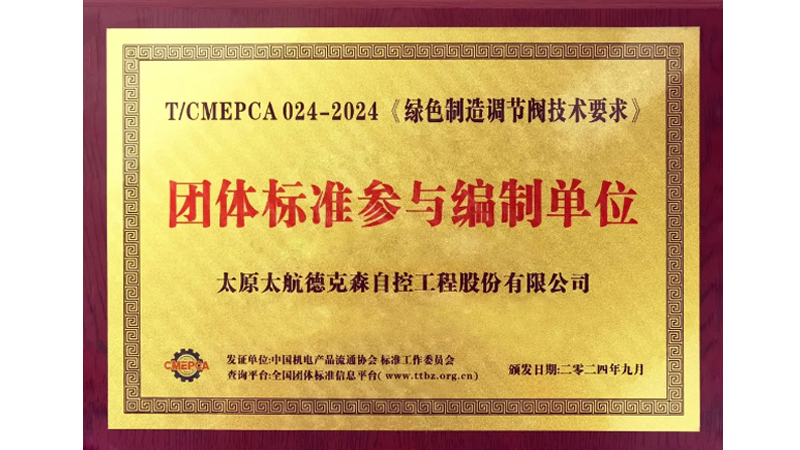 T/CMEPCA 024-2024《绿色制造调节阀技术要求》
团体标准参与编制单位
太原太航德克森自控工程股份有限公司
CMEPCA
发证单位:中国机电产品流通协会 标准工作委员会
查询平台:全国团体标准信息平台( www.ttbz.org.cn)
颁发日期:二零二四年九月